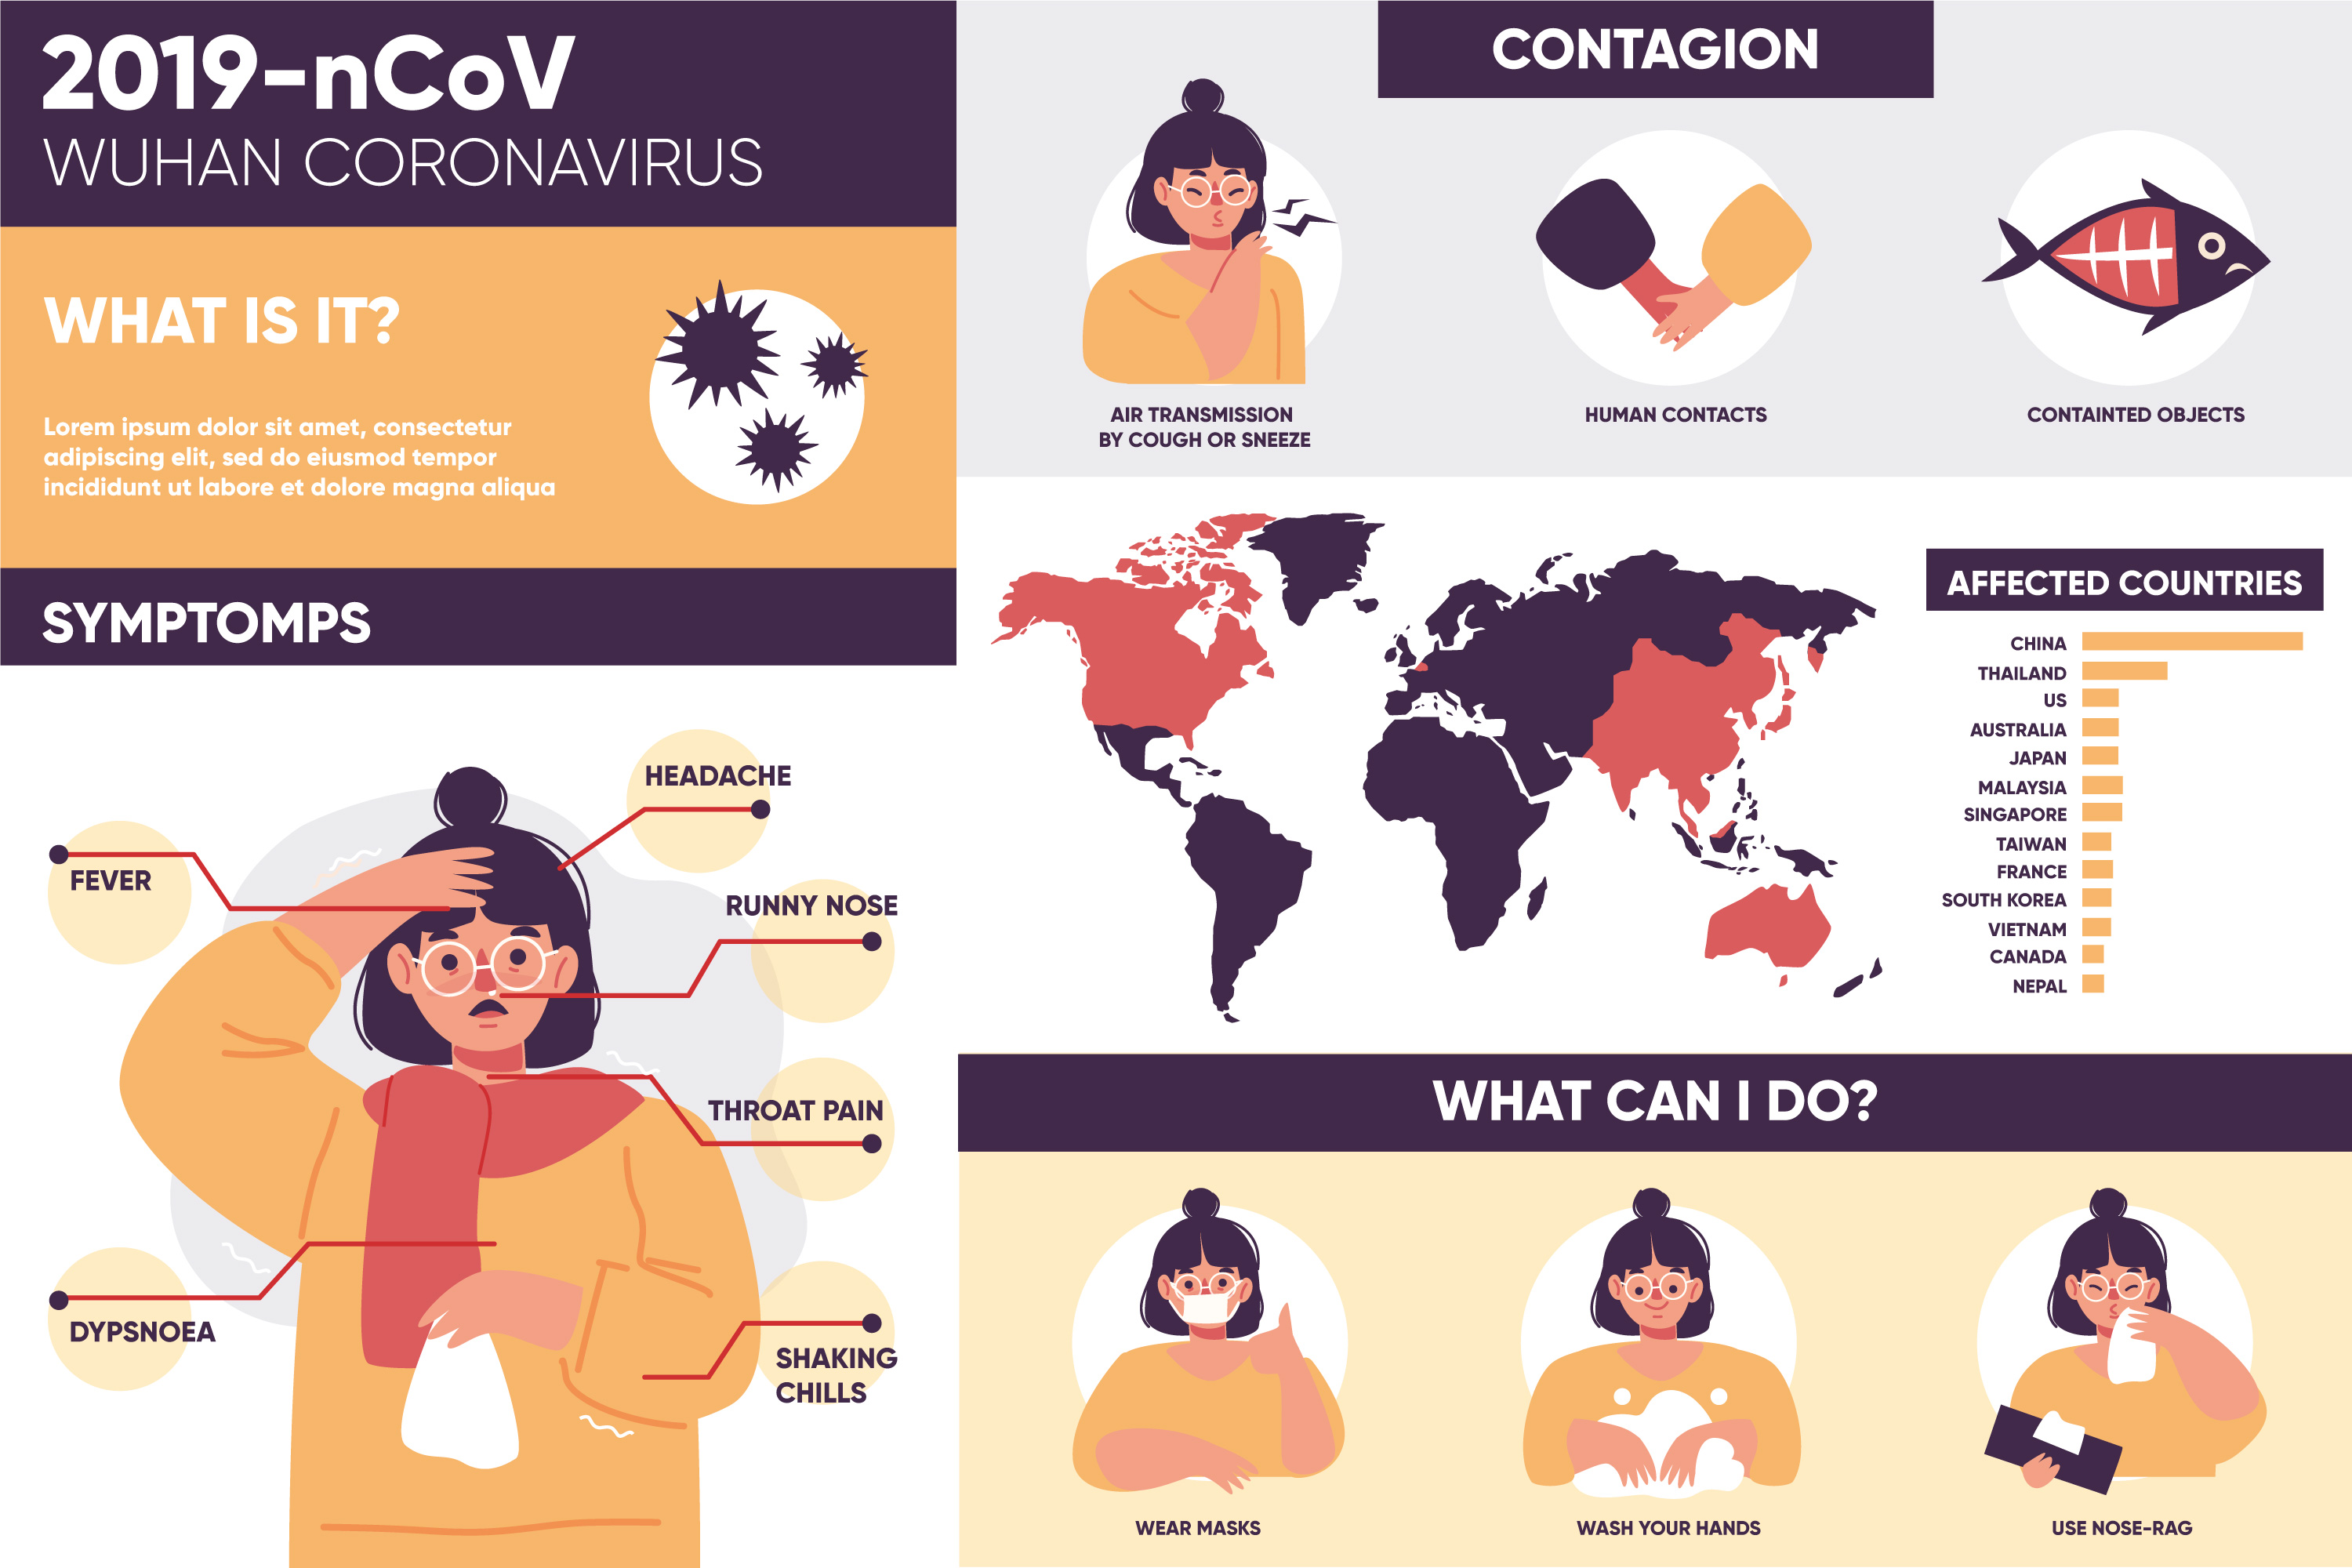 2019-nCoV
WUHAN CORONAVIRUS
WHAT IS IT?
Lorem ipsum dolor sit amet, consectetur
adipiscing elit, sed do eiusmod tempor
incididunt ut labore et dolore magna aliqua
SYMPTOMPS
HEADACHE
FEVER
RUNNY NOSE
THROAT PAIN
DYPSNOEA
SHAKING
CHILLS
CONTAGION
AIR TRANSMISSION
BY COUGH OR SNEEZE
HUMAN CONTACTS
CONTAINTED OBJECTS
AFFECTED COUNTRIES
CHINA
THAILAND
US
AUSTRALIA
JAPAN
MALAYSIA
SINGAPORE
TAIWAN
FRANCE
SOUTH KOREA
VIETNAM
CANADA
NEPAL
WHAT CAN I DO?
WEAR MASKS
WASH YOUR HANDS
USE NOSE-RAG